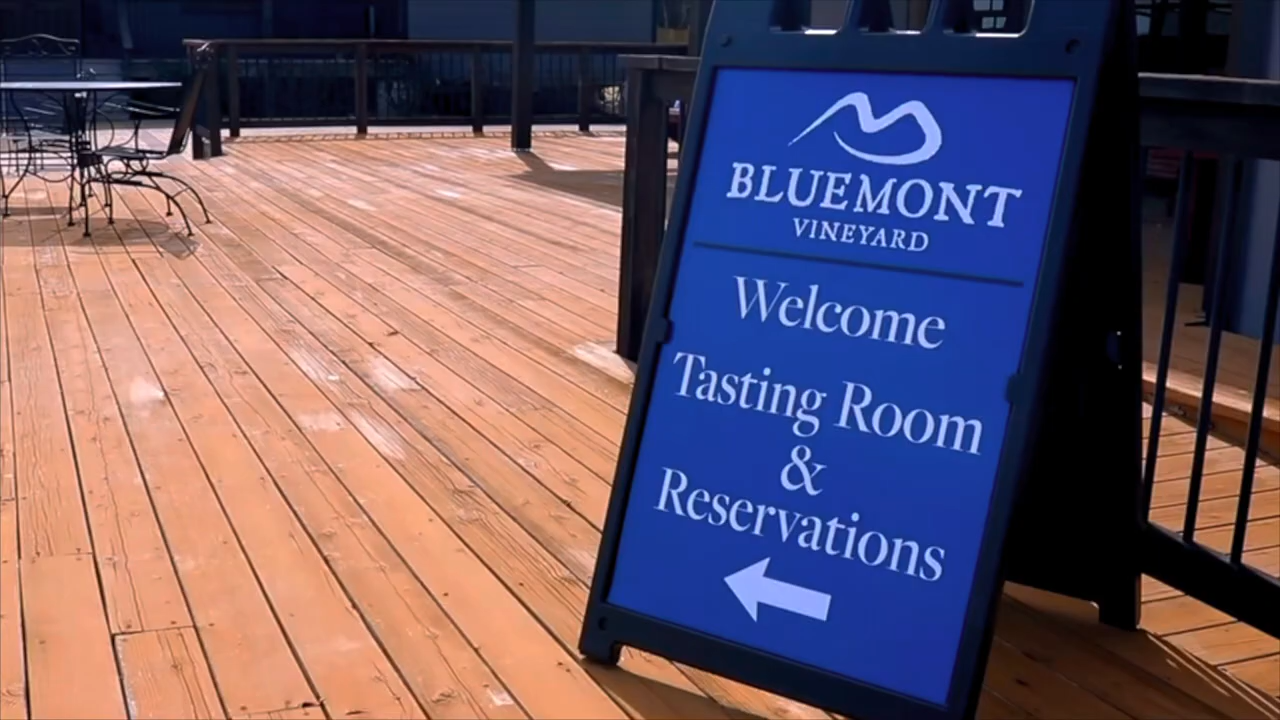 BLUEMONT
VINEYARD
Welcome
Tasting Room
&
Reservations